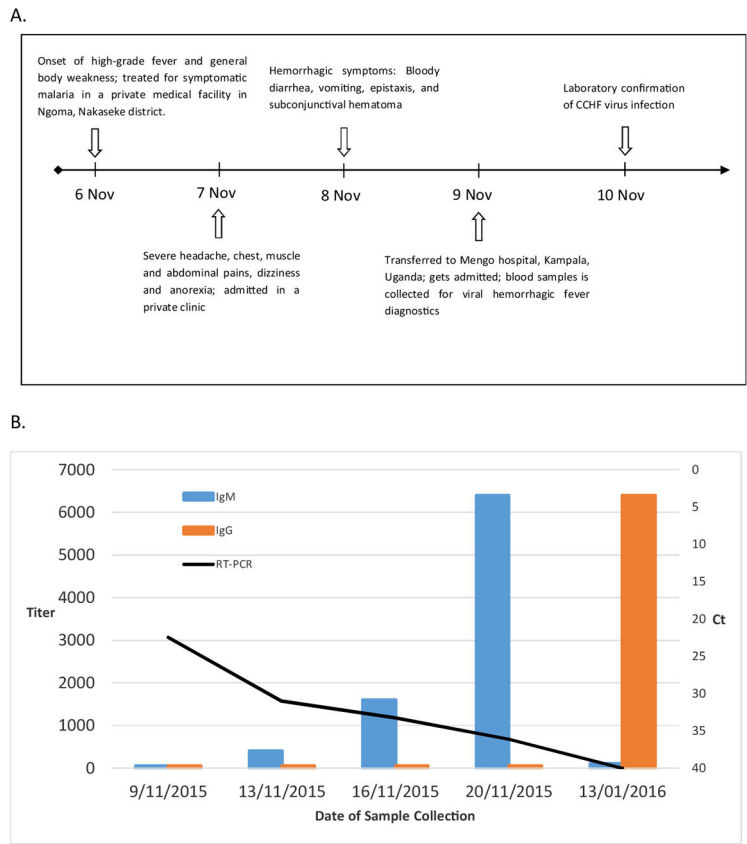 A.
Onset of high-grade fever and general
body weakness; treated for symptomatic
malaria in a private medical facility in
Ngoma, Nakaseke district.
Hemorrhagic symptoms: Bloody
diarrhea, vomiting, epistaxis, and
subconjunctival hematoma
Laboratory confirmation
of CCHF virus infection
6 Nov
7 Nov
8 Nov
9 Nov
10 Nov
Severe headache, chest, muscle
and abdominal pains, dizziness
and anorexia; admitted in a
private clinic
Transferred to Mengo hospital, Kampala,
Uganda; gets admitted; blood samples is
collected for viral hemorrhagic fever
diagnostics
B.
7000
6000
5000
4000
3000
2000
1000
0
Titer
IgM
IgG
RT-PCR
0
5
10
15
20
25
30
35
40
Ct
9/11/2015
13/11/2015
16/11/2015
20/11/2015
13/01/2016
Date of Sample Collection